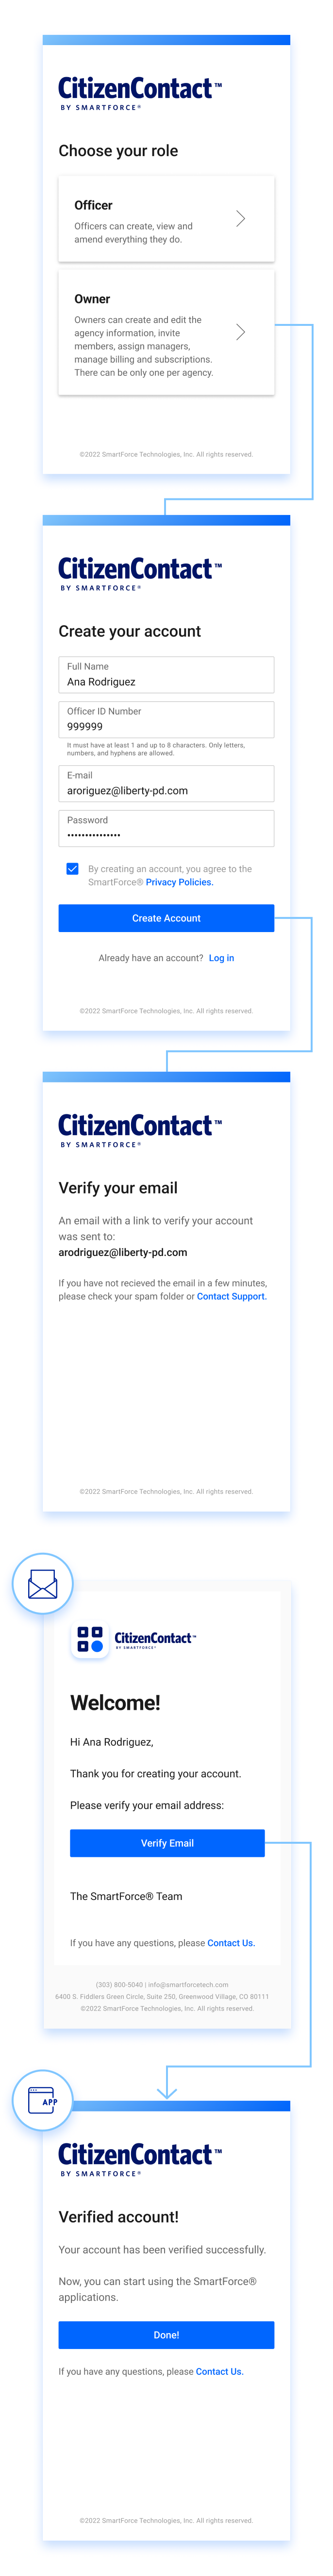 CitizenContact™
BY SMARTFORCE®
Choose your role
Officer
Officers can create, view and
amend everything they do.
Owner
Owners can create and edit the
agency information, invite
members, assign managers,
manage billing and subscriptions.
There can be only one per agency.
©2022 SmartForce Technologies, Inc. All rights reserved.
CitizenContact™
BY SMARTFORCE®
Create your account
Full Name
Ana Rodriguez
Officer ID Number
999999
It must have at least 1 and up to 8 characters. Only letters,
numbers, and hyphens are allowed.
E-mail
aroriguez@liberty-pd.com
Password
•••••••••••••••
By creating an account, you agree to the
SmartForce® Privacy Policies.
Create Account
Already have an account? Log in
©2022 SmartForce Technologies, Inc. All rights reserved.
CitizenContact™
BY SMARTFORCE®
Verify your email
An email with a link to verify your account
was sent to:
arodriguez@liberty-pd.com
If you have not recieved the email in a few minutes,
please check your spam folder or Contact Support.
©2022 SmartForce Technologies, Inc. All rights reserved.
CitizenContact™
BY SMARTFORCE®
Welcome!
Hi Ana Rodriguez,
Thank you for creating your account.
Please verify your email address:
Verify Email
The SmartForce® Team
If you have any questions, please Contact Us.
(303) 800-5040 | info@smartforcetech.com
6400 S. Fiddlers Green Circle, Suite 250, Greenwood Village, CO 80111
©2022 SmartForce Technologies, Inc. All rights reserved.
APP
CitizenContact™
BY SMARTFORCE®
Verified account!
Your account has been verified successfully.
Now, you can start using the SmartForce®
applications.
Done!
If you have any questions, please Contact Us.
©2022 SmartForce Technologies, Inc. All rights reserved.